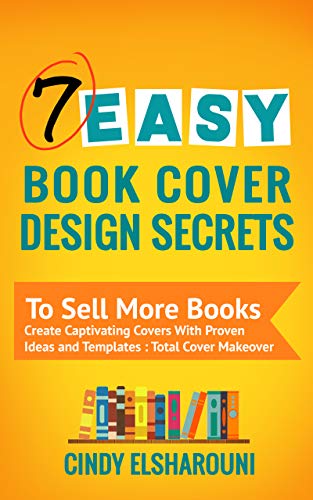 7 EASY
BOOK COVER
DESIGN SECRETS
To Sell More Books
Create Captivating Covers With Proven
Ideas and Templates : Total Cover Makeover
CINDY ELSHAROUNI